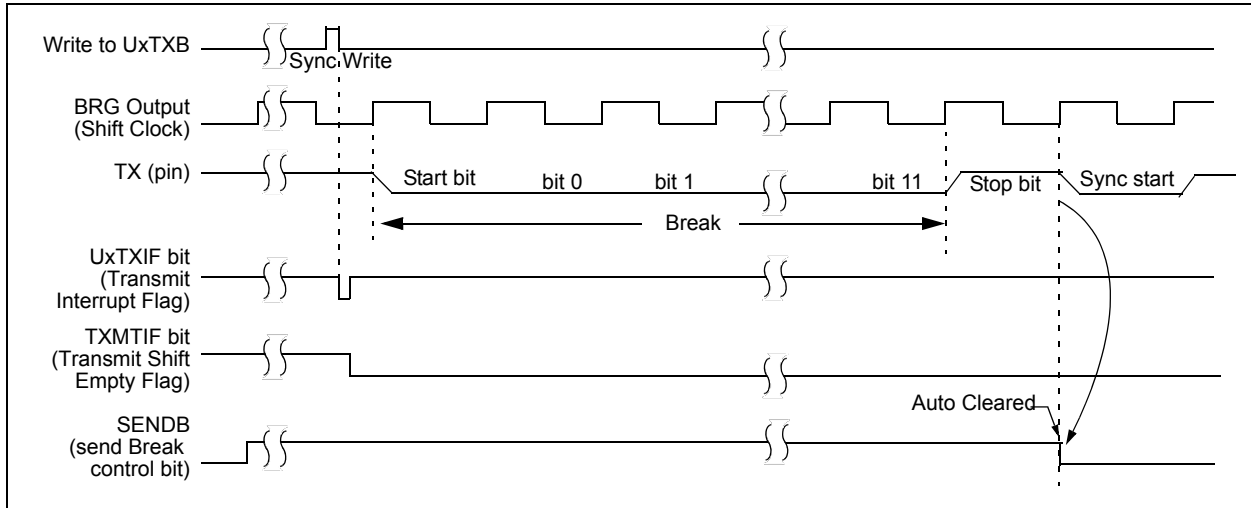 Write to UxTXB
Sync Write
BRG Output
(Shift Clock)
TX (pin)
Start bit
bit 0
bit 1
bit 11
Stop bit
Sync start
Break
UxTXIF bit
(Transmit
Interrupt Flag)
TXMTIF bit
(Transmit Shift
Empty Flag)
Auto Cleared
SENDB
(send Break
control bit)